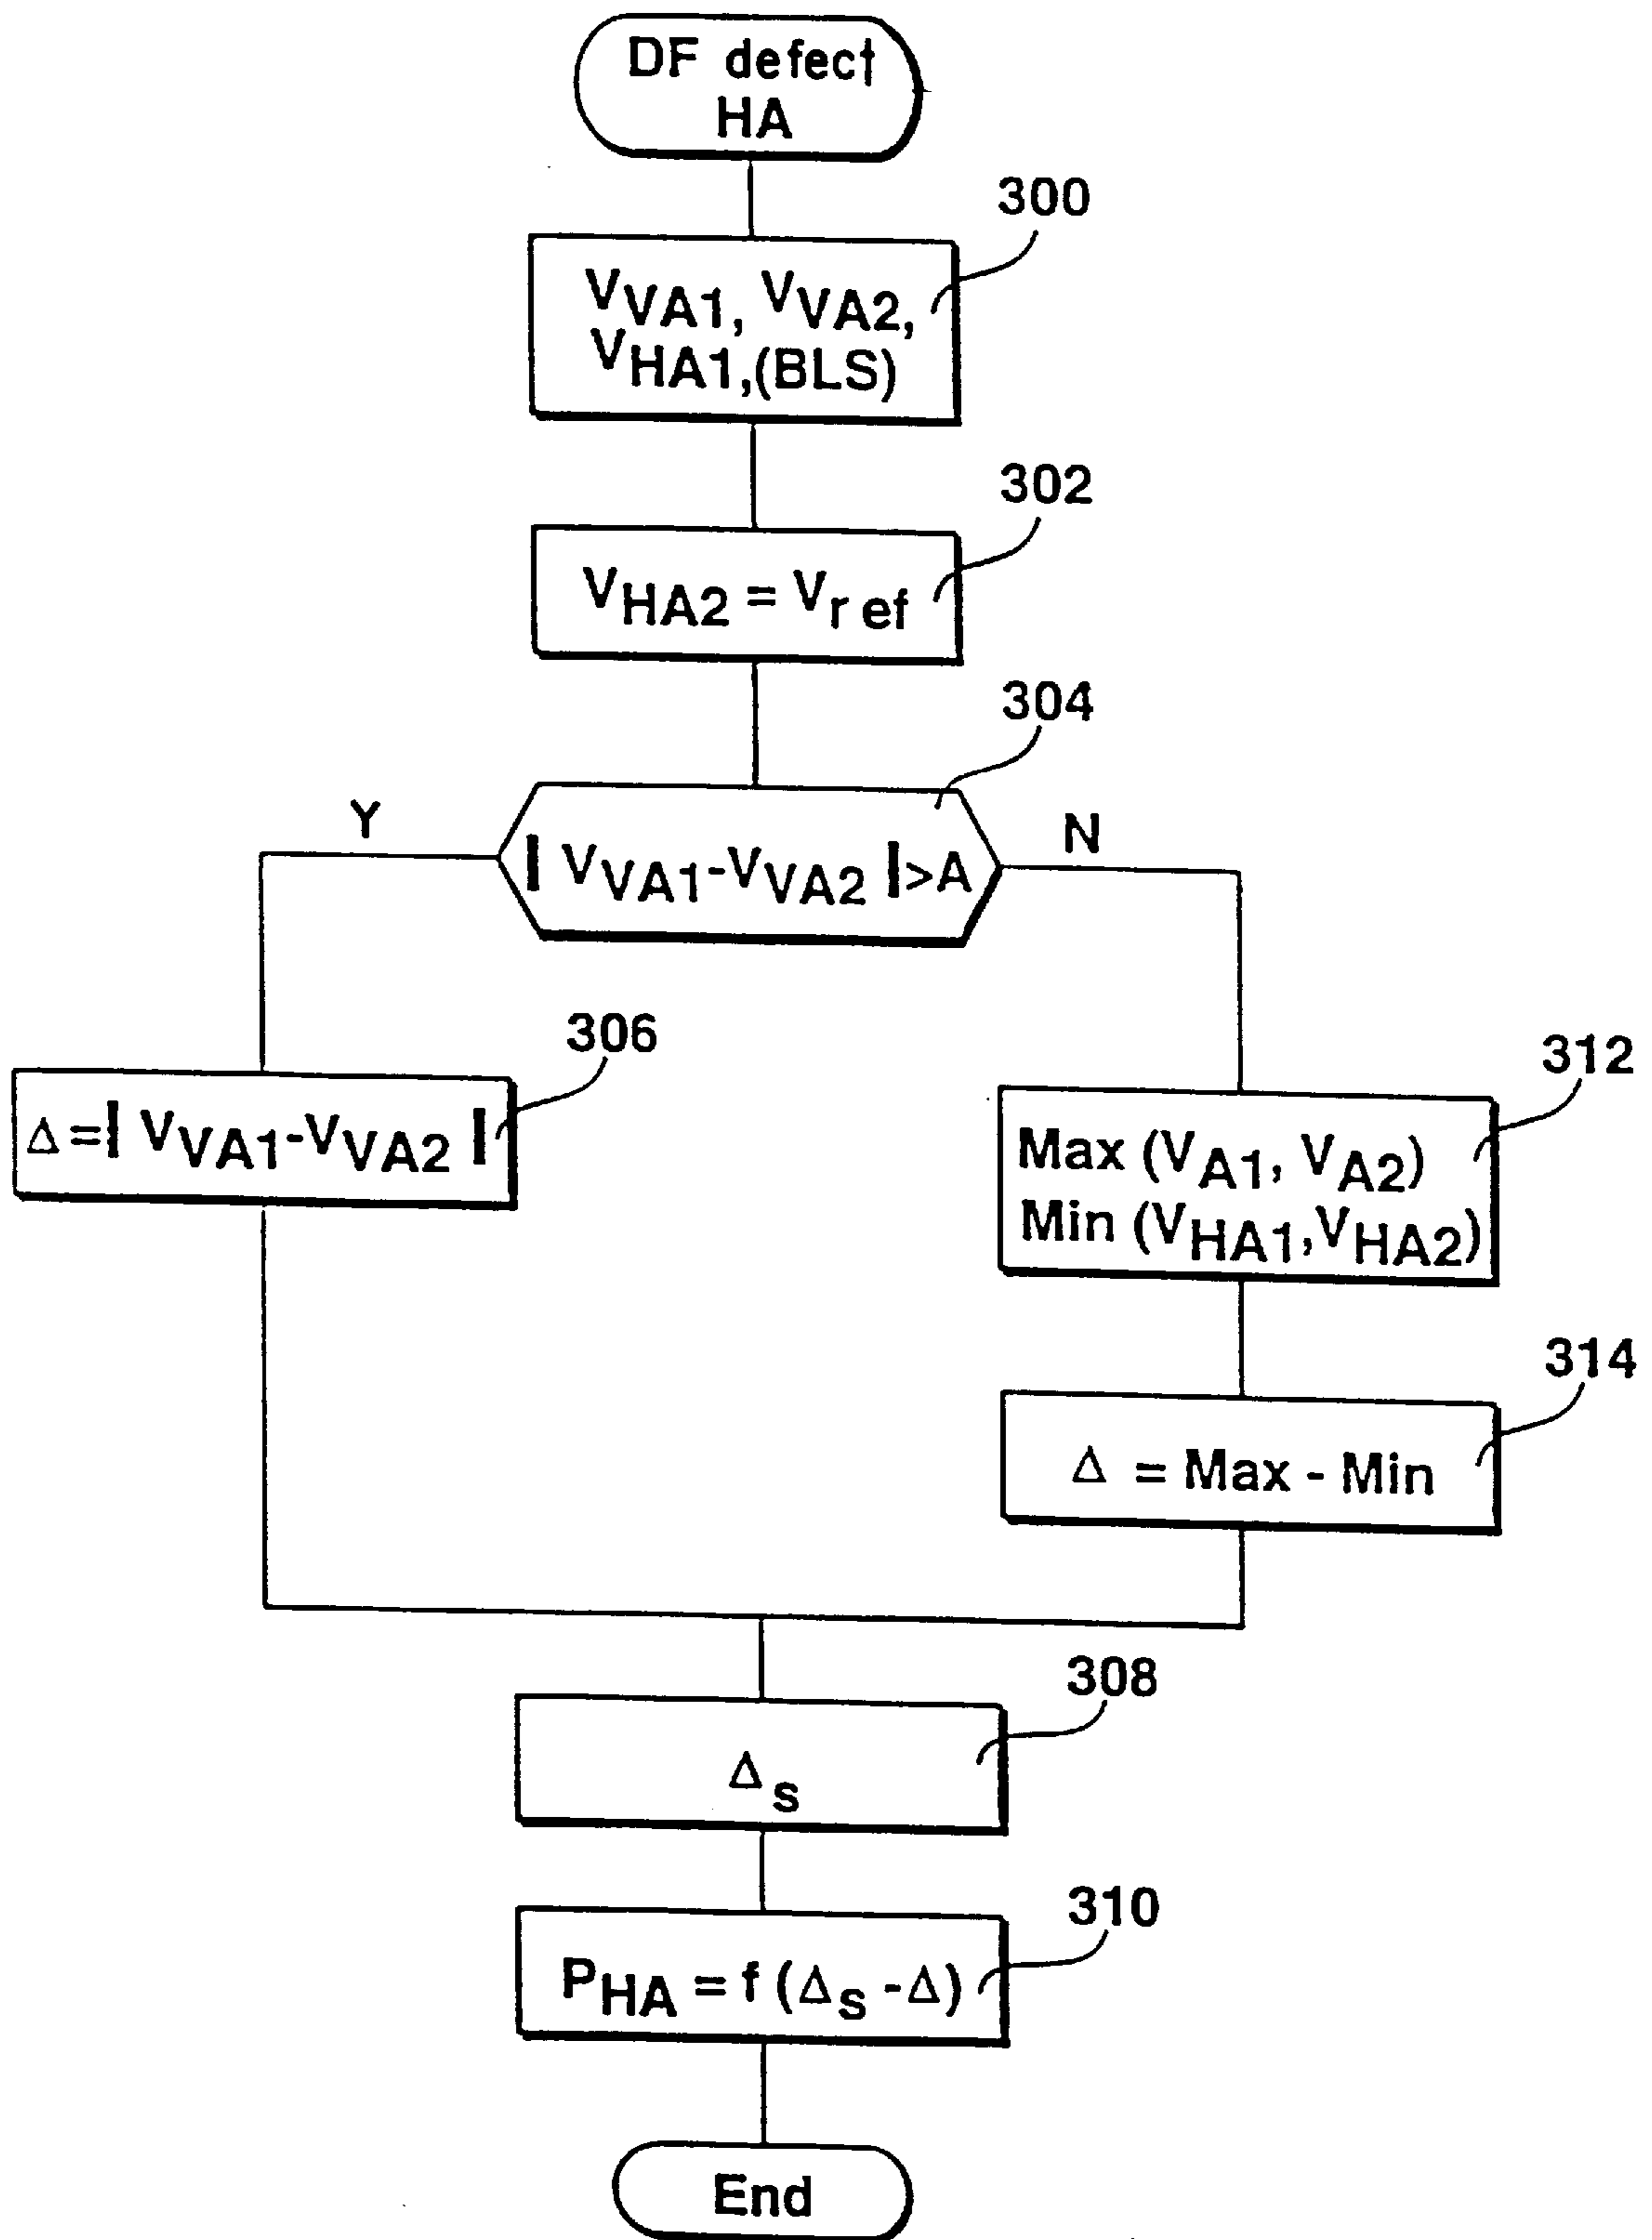 DF defect
HA
300
VVA1, VVA2,
VHA1,(BLS)
302
VHA2 = Vref
304
Y
| VVA1-VVA2 |>A
N
306
Δ=| VVA1-VVA2 |
312
Max (VA1, VA2)
Min (VHA1,VHA2)
314
Δ = Max - Min
308
Δs
310
PHA = f (Δs -Δ)
End